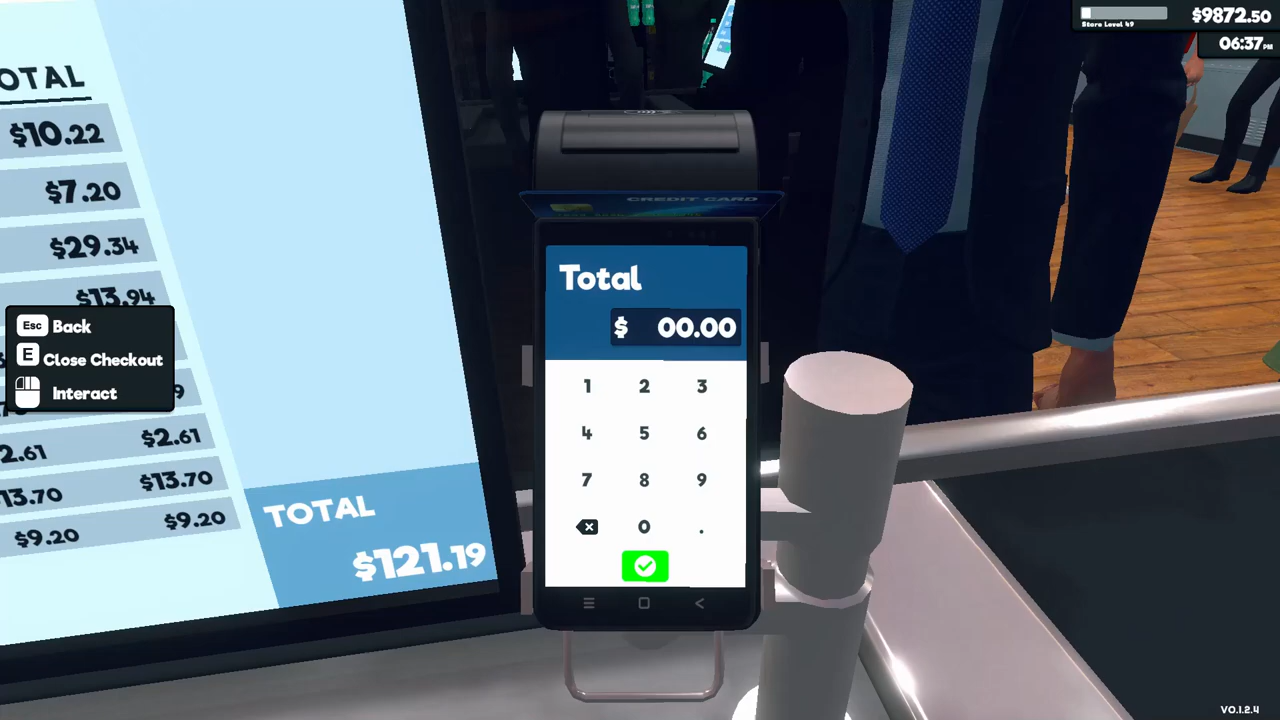 $9872.50
Store Level 49
06:37PM
OTAL
$10.22
$7.20
$29.34
$13.94
Esc Back
E Close Checkout
Interact
9
2.61 $2.61
13.70 $13.70
$9.20 $9.20
TOTAL
$121.19
CREDIT CARD
Total
$ 00.00
1 2 3
4 5 6
7 8 9
0 .
V0.1.2.4